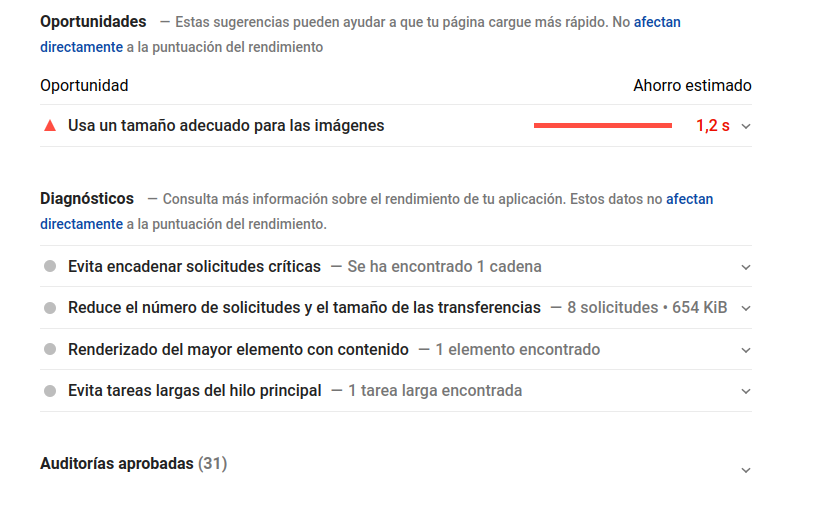 Oportunidades — Estas sugerencias pueden ayudar a que tu página cargue más rápido. No afectan
directamente a la puntuación del rendimiento
Oportunidad Ahorro estimado
Usa un tamaño adecuado para las imágenes 1,2 s
Diagnósticos — Consulta más información sobre el rendimiento de tu aplicación. Estos datos no afectan
directamente a la puntuación del rendimiento.
Evita encadenar solicitudes críticas — Se ha encontrado 1 cadena
Reduce el número de solicitudes y el tamaño de las transferencias — 8 solicitudes • 654 KiB
Renderizado del mayor elemento con contenido — 1 elemento encontrado
Evita tareas largas del hilo principal — 1 tarea larga encontrada
Auditorías aprobadas (31)